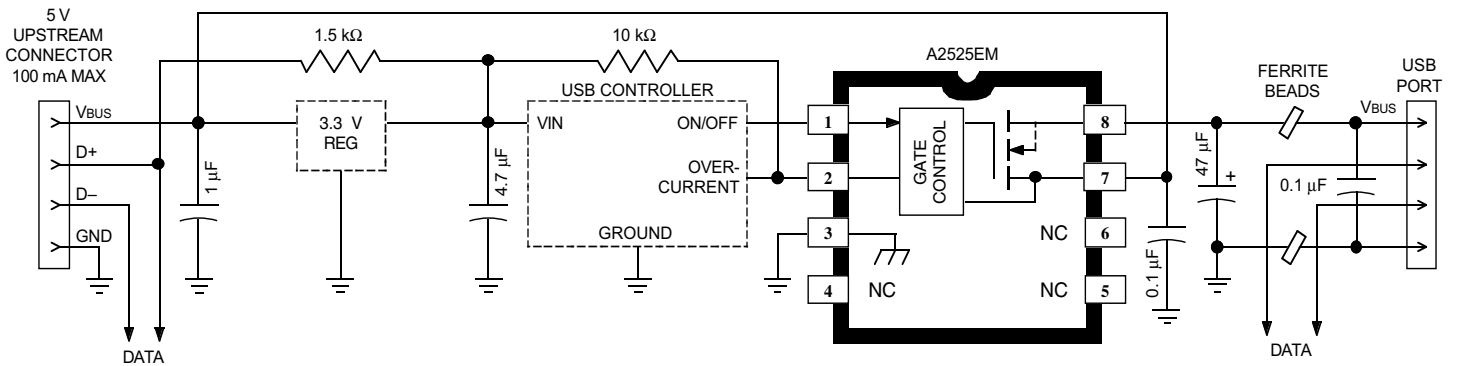 5 V
UPSTREAM
CONNECTOR
100 mA MAX
VBUS
D+
D–
GND
DATA
1 µF
1.5 kΩ
3.3 V
REG
4.7 µF
10 kΩ
USB CONTROLLER
VIN
ON/OFF
OVER-
CURRENT
GROUND
A2525EM
1
2
3
4
GATE
CONTROL
NC
8
7
6
5
NC
NC
0.1 µF
47 µF
+
FERRITE
BEADS
0.1 µF
VBUS
USB
PORT
DATA